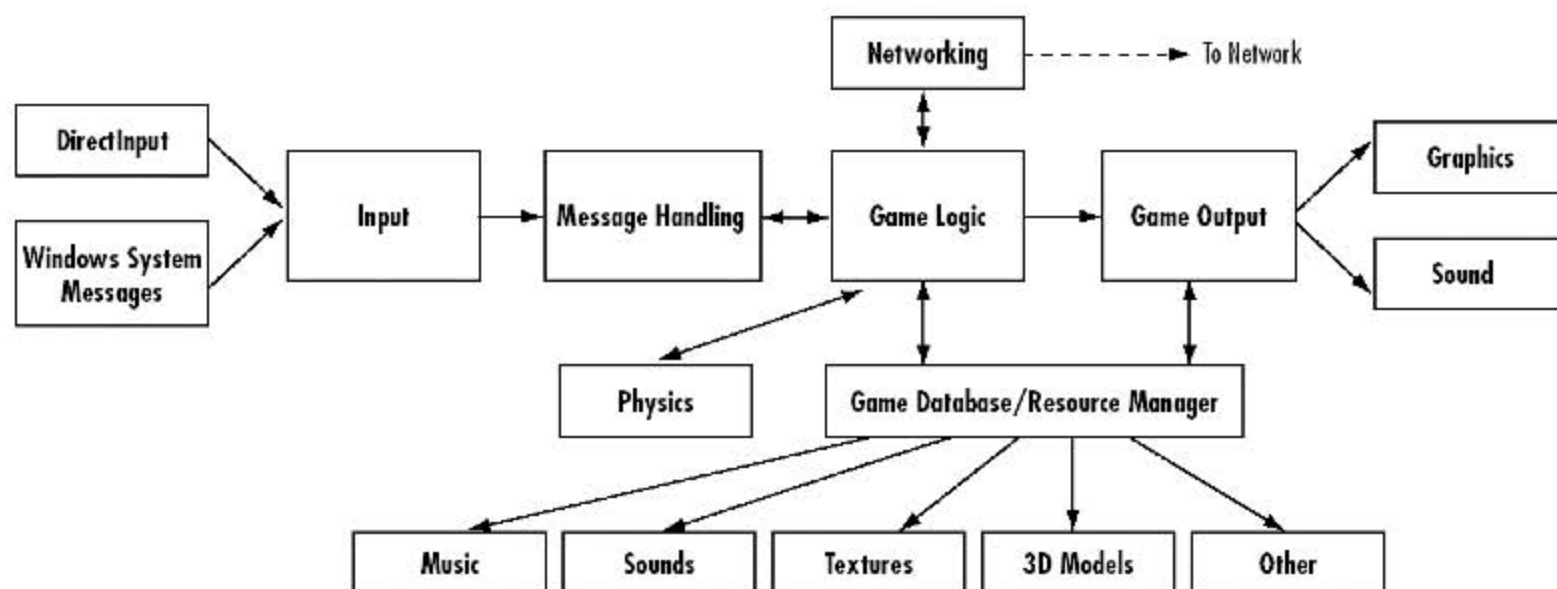 Networking
To Network
DirectInput
Windows System
Messages
Input
Message Handling
Game Logic
Game Output
Graphics
Sound
Physics
Game Database/Resource Manager
Music
Sounds
Textures
3D Models
Other